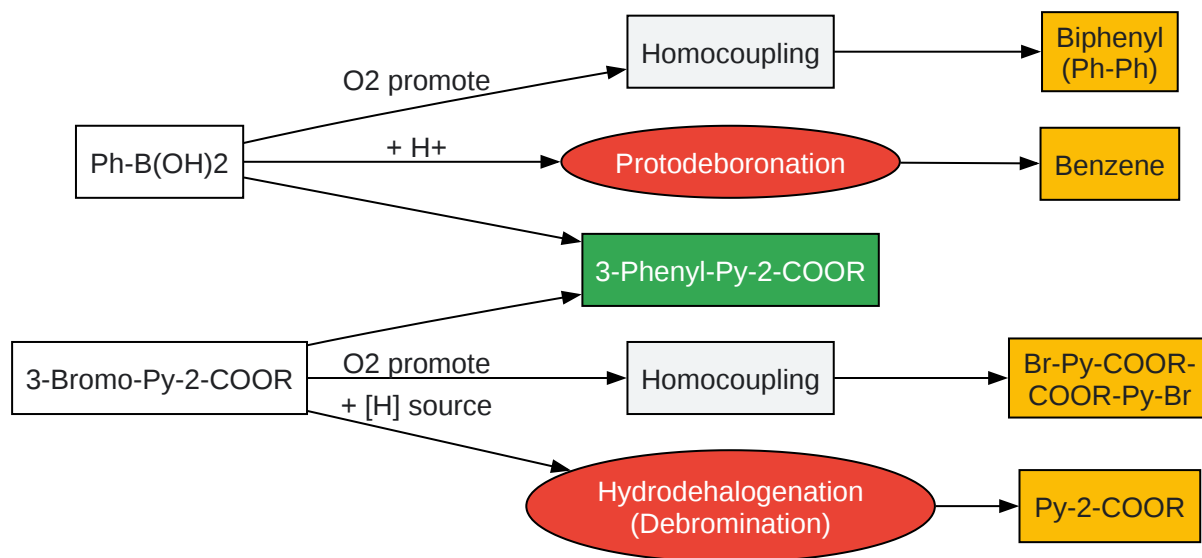 O2 promote
Homocoupling
Biphenyl
(Ph-Ph)
Ph-B(OH)2
+ H+
Protodeboronation
Benzene
3-Phenyl-Py-2-COOR
3-Bromo-Py-2-COOR
O2 promote
Homocoupling
Br-Py-COOR-
COOR-Py-Br
+ [H] source
Hydrodehalogenation
(Debromination)
Py-2-COOR